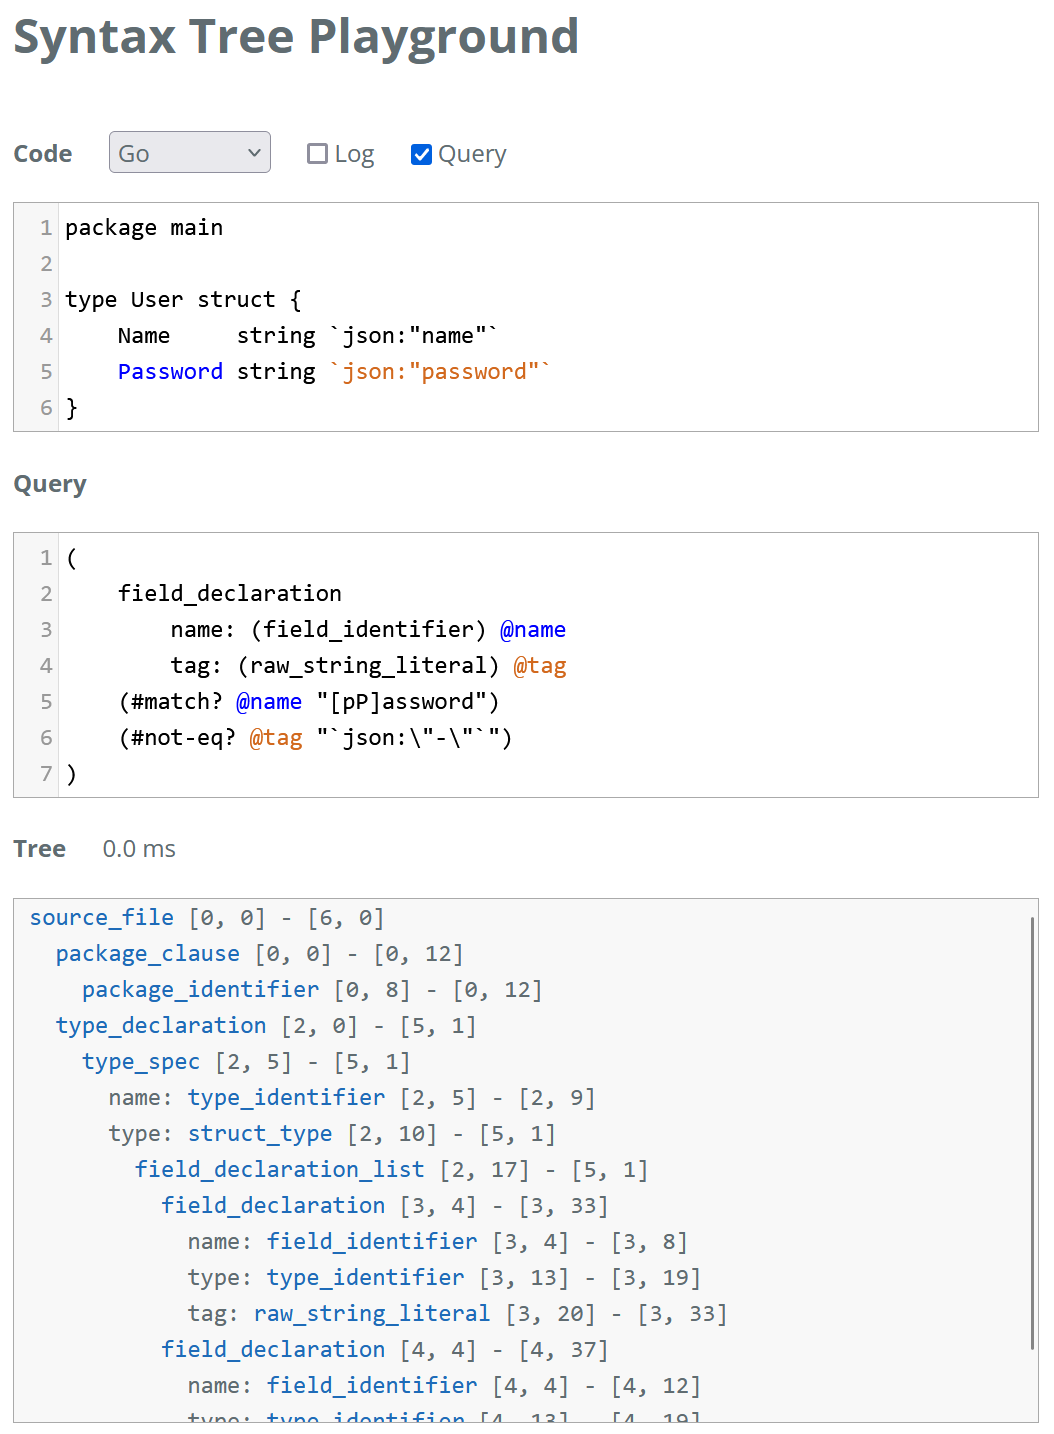 Syntax Tree Playground
Code Go Log Query
1 package main
2
3 type User struct {
4     Name     string `json:"name"`
5     Password string `json:"password"`
6 }
Query
1 (
2     field_declaration
3         name: (field_identifier) @name
4         tag: (raw_string_literal) @tag
5     (#match? @name "[pP]assword")
6     (#not-eq? @tag "`json:\"-\"`")
7 )
Tree 0.0 ms
source_file [0, 0] - [6, 0]
  package_clause [0, 0] - [0, 12]
    package_identifier [0, 8] - [0, 12]
  type_declaration [2, 0] - [5, 1]
    type_spec [2, 5] - [5, 1]
      name: type_identifier [2, 5] - [2, 9]
      type: struct_type [2, 10] - [5, 1]
        field_declaration_list [2, 17] - [5, 1]
          field_declaration [3, 4] - [3, 33]
            name: field_identifier [3, 4] - [3, 8]
            type: type_identifier [3, 13] - [3, 19]
            tag: raw_string_literal [3, 20] - [3, 33]
          field_declaration [4, 4] - [4, 37]
            name: field_identifier [4, 4] - [4, 12]
            type: type_identifier [4, 13] - [4, 19]